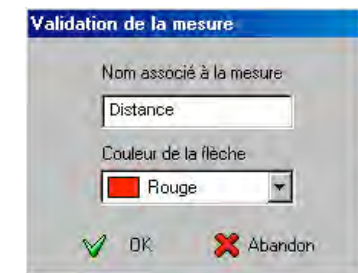 Validation de la mesure
Nom associé à la mesure
Distance
Couleur de la flèche
Rouge
OK Abandon